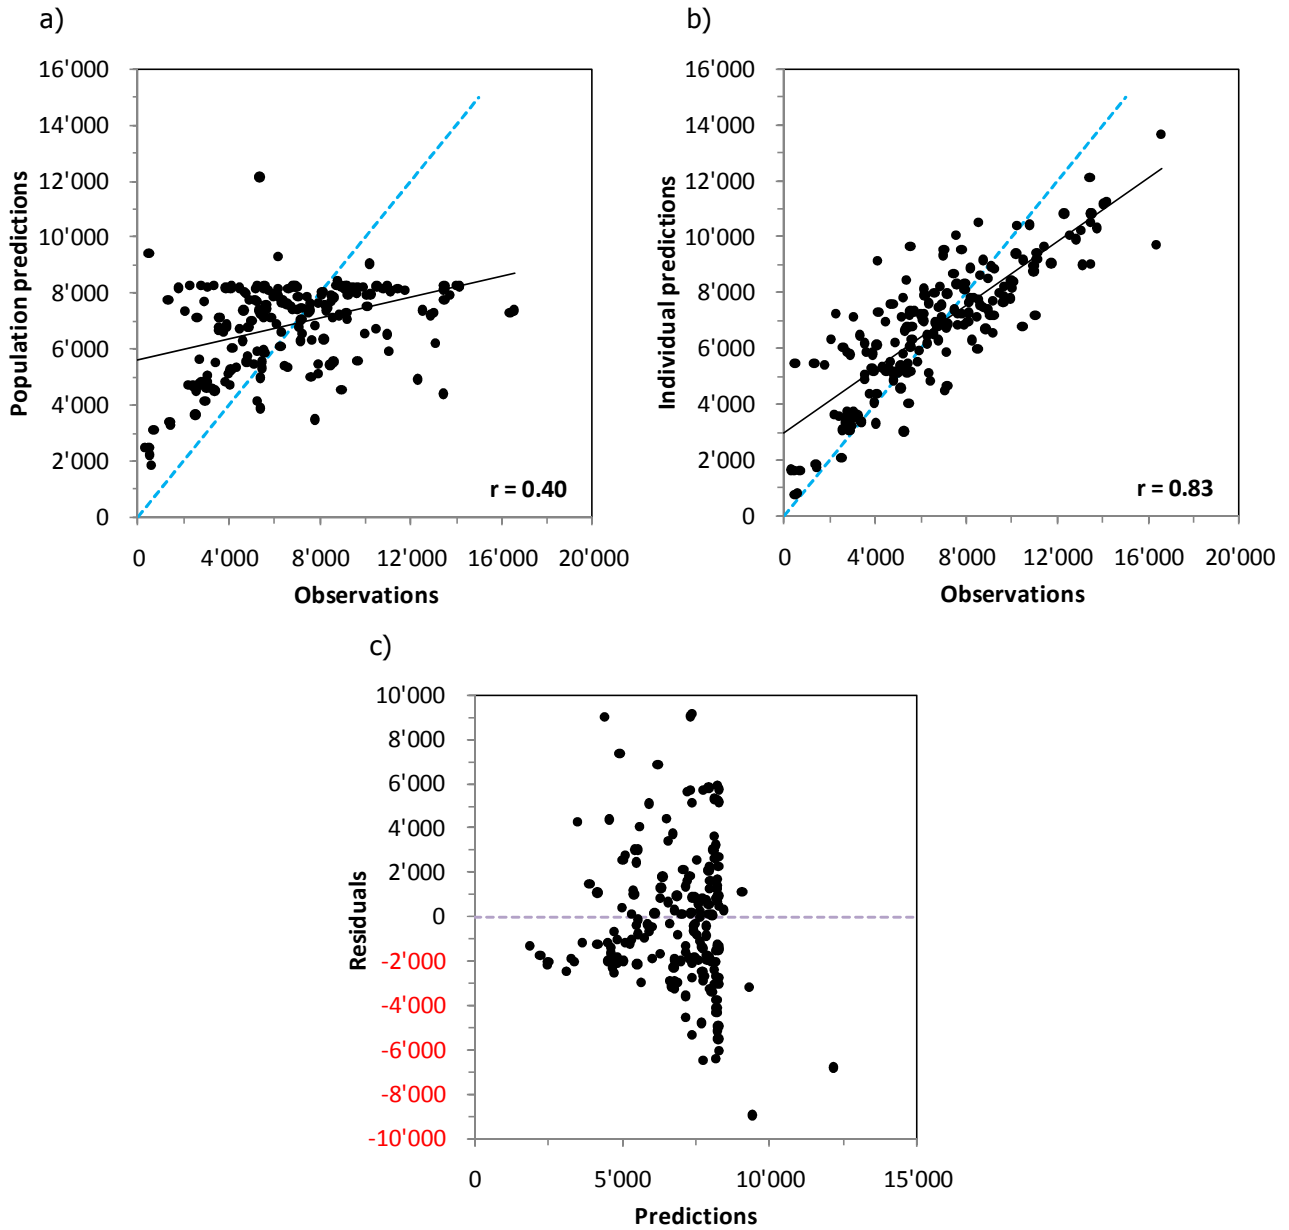 a)
16'000
14'000
12'000
10'000
8'000
6'000
4'000
2'000
0
Population predictions
r = 0.40
0 4'000 8'000 12'000 16'000 20'000
Observations
b)
16'000
14'000
12'000
10'000
8'000
6'000
4'000
2'000
0
Individual predictions
r = 0.83
0 4'000 8'000 12'000 16'000 20'000
Observations
c)
10'000
8'000
6'000
4'000
2'000
0
-2'000
-4'000
-6'000
-8'000
-10'000
Residuals
0 5'000 10'000 15'000
Predictions